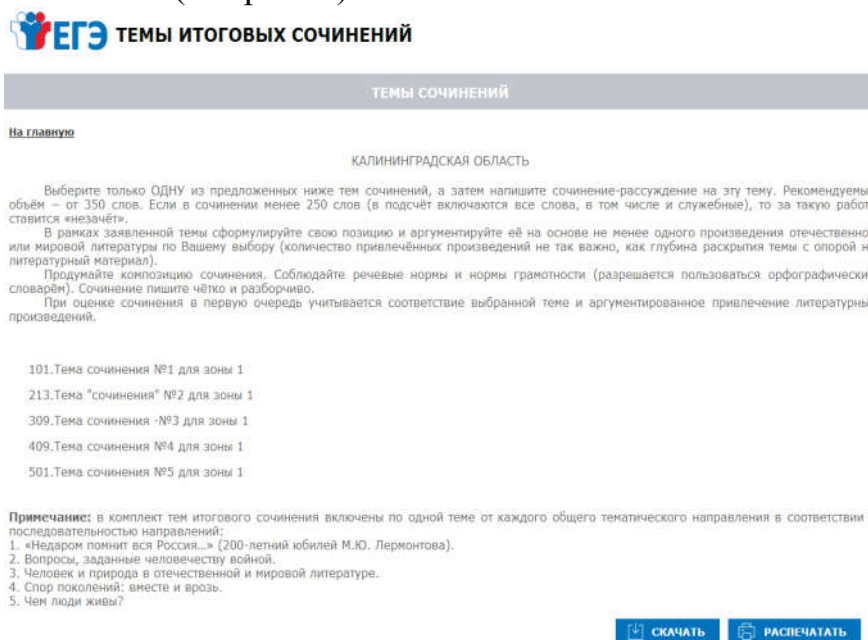 ЕГЭ ТЕМЫ ИТОГОВЫХ СОЧИНЕНИЙ
ТЕМЫ СОЧИНЕНИЙ
На главную
КАЛИНИНГРАДСКАЯ ОБЛАСТЬ
Выберите только ОДНУ из предложенных ниже тем сочинений, а затем напишите сочинение-рассуждение на эту тему. Рекомендуемы
объём – от 350 слов. Если в сочинении менее 250 слов (в подсчёт включаются все слова, в том числе и служебные), то за такую работ
ставится «незачёт».
В рамках заявленной темы сформулируйте свою позицию и аргументируйте её на основе не менее одного произведения отечественно
или мировой литературы по Вашему выбору (количество привлечённых произведений не так важно, как глубина раскрытия темы с опорой н
литературный материал).
Продумайте композицию сочинения. Соблюдайте речевые нормы и нормы грамотности (разрешается пользоваться орфографически
словарём). Сочинение пишите чётко и разборчиво.
При оценке сочинения в первую очередь учитывается соответствие выбранной теме и аргументированное привлечение литературны
произведений.
101.Тема сочинения №1 для зоны 1
213.Тема "сочинения" №2 для зоны 1
309.Тема сочинения -№3 для зоны 1
409.Тема сочинения №4 для зоны 1
501.Тема сочинения №5 для зоны 1
Примечание: в комплект тем итогового сочинения включены по одной теме от каждого общего тематического направления в соответствии
последовательностью направлений:
1. «Недаром помнит вся Россия…» (200-летний юбилей М.Ю. Лермонтова).
2. Вопросы, заданные человечеству войной.
3. Человек и природа в отечественной и мировой литературе.
4. Спор поколений: вместе и врозь.
5. Чем люди живы?
СКАЧАТЬ РАСПЕЧАТАТЬ